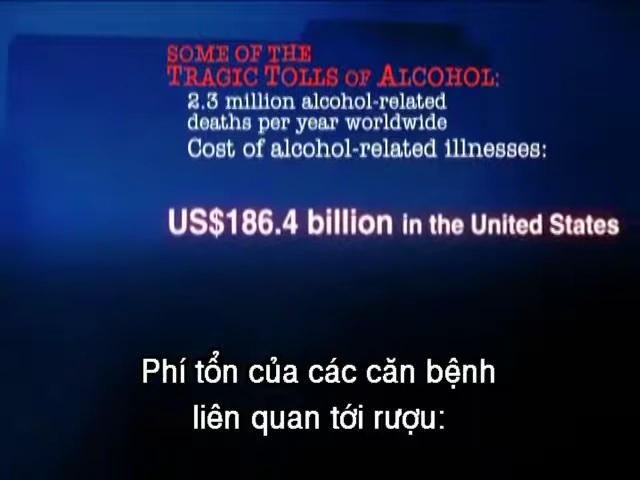 SOME OF THE
TRAGIC TOLLS OF ALCOHOL:
2.3 million alcohol-related
deaths per year worldwide
Cost of alcohol-related illnesses:
US$186.4 billion in the United States
Phí tổn của các căn bệnh
liên quan tới rượu: